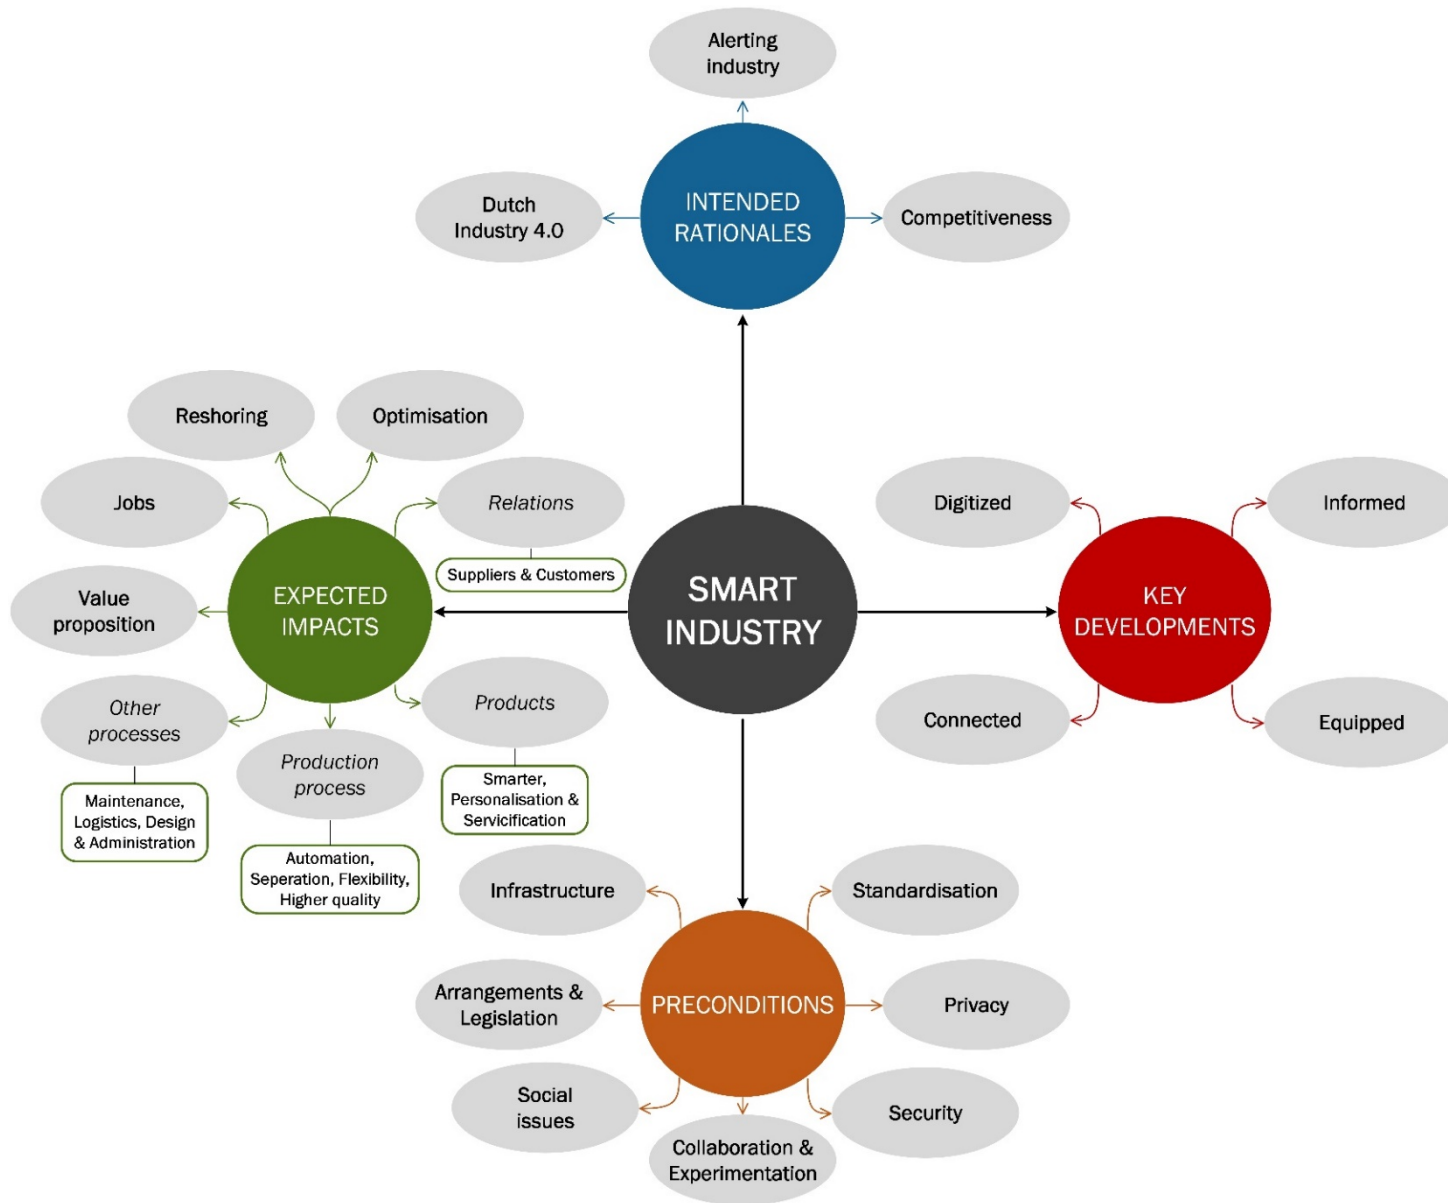 Alerting
industry
INTENDED
RATIONALES
Dutch
Industry 4.0
Competitiveness
Reshoring
Optimisation
Jobs
Relations
Suppliers & Customers
EXPECTED
IMPACTS
Value
proposition
Other
processes
Maintenance,
Logistics, Design
& Administration
Production
process
Automation,
Seperation, Flexibility,
Higher quality
Products
Smarter,
Personalisation &
Servicification
SMART
INDUSTRY
Digitized
Informed
KEY
DEVELOPMENTS
Connected
Equipped
Infrastructure
Standardisation
Arrangements &
Legislation
PRECONDITIONS
Privacy
Social
issues
Collaboration &
Experimentation
Security